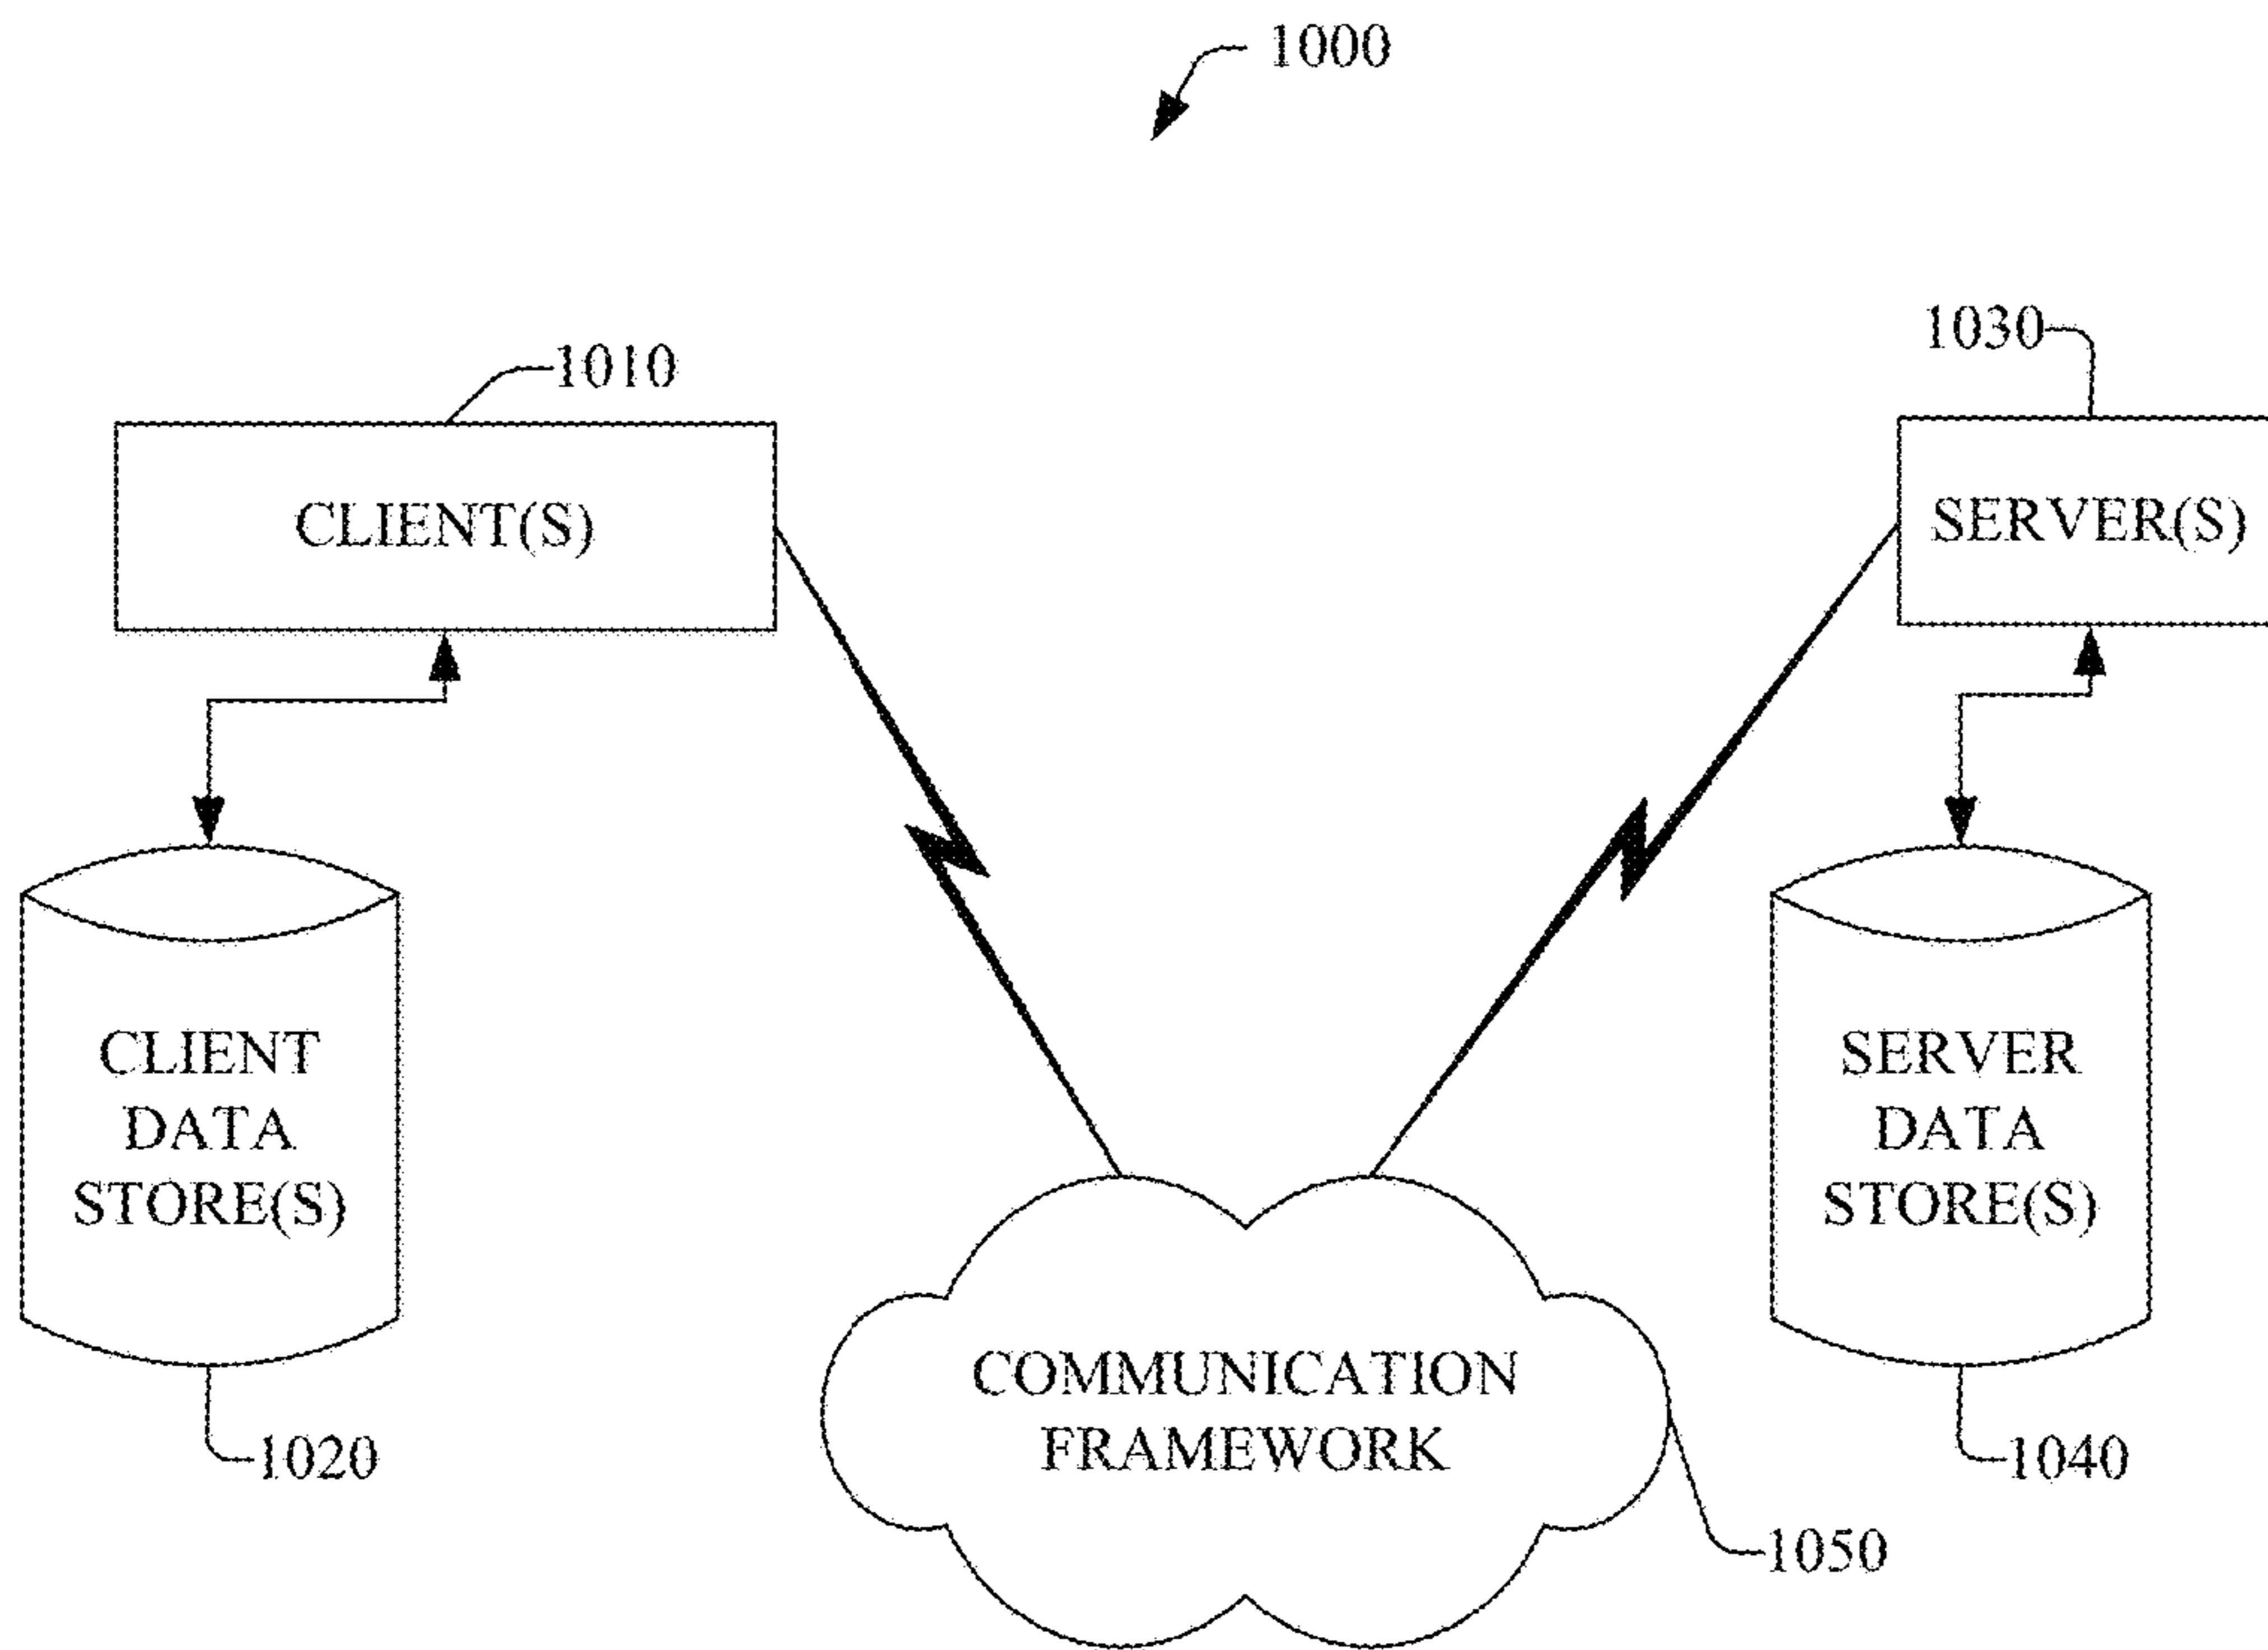 1000
1010
1030
CLIENT(S)
SERVER(S)
CLIENT
DATA
STORE(S)
SERVER
DATA
STORE(S)
COMMUNICATION
FRAMEWORK
1020
1040
1050